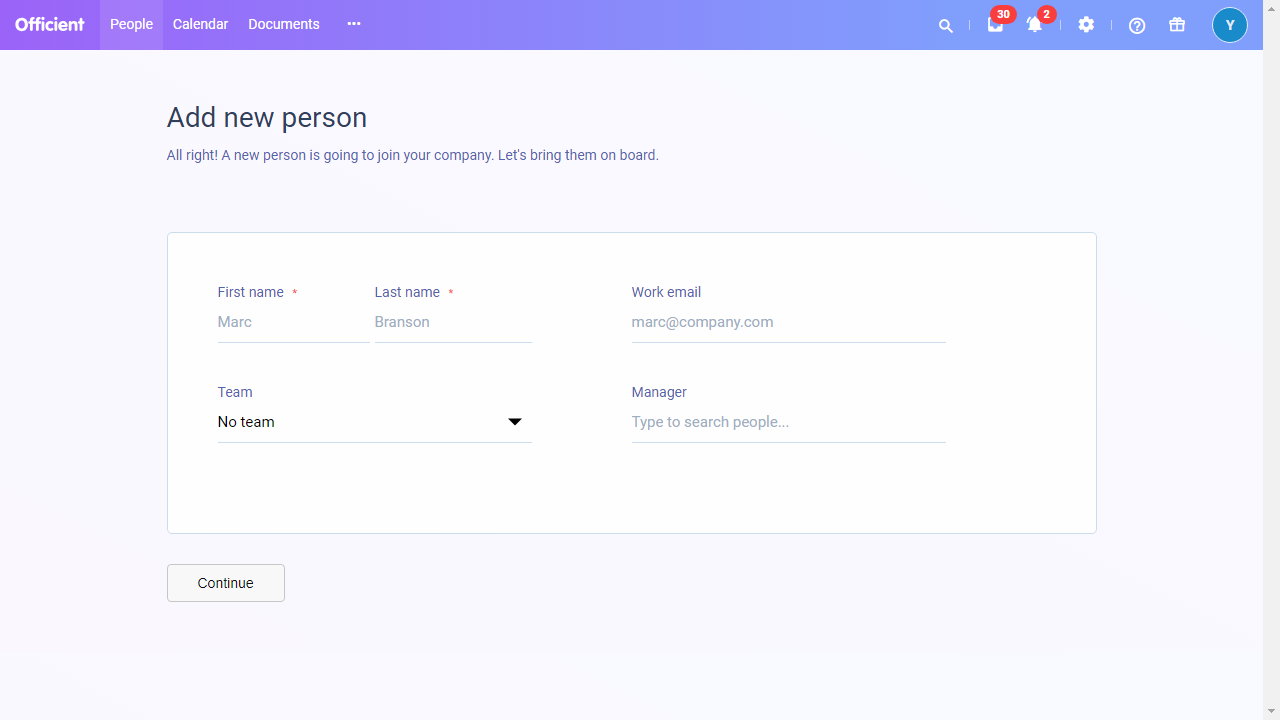 Officient People Calendar Documents ··· 30 2 Y
Add new person
All right! A new person is going to join your company. Let's bring them on board.
First name * Last name * Work email
Marc Branson marc@company.com
Team Manager
No team Type to search people...
Continue